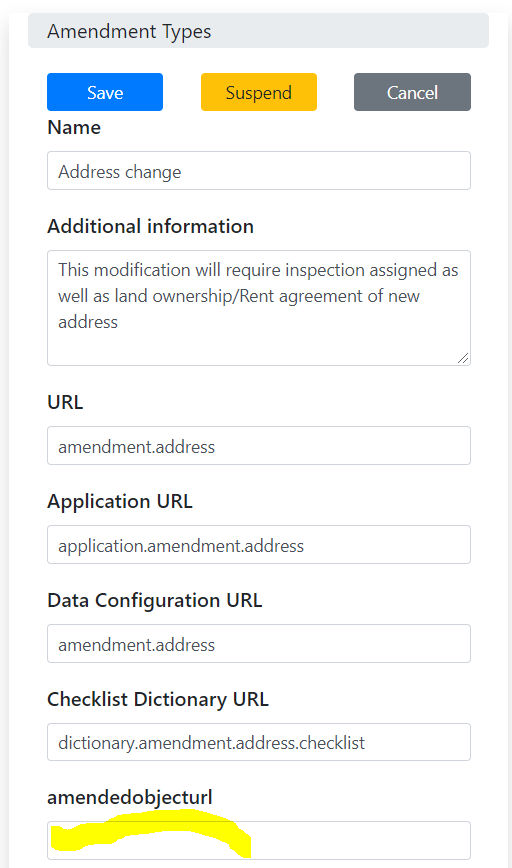 Amendment Types
Save Suspend Cancel
Name
Address change
Additional information
This modification will require inspection assigned as
well as land ownership/Rent agreement of new
address
URL
amendment.address
Application URL
application.amendment.address
Data Configuration URL
amendment.address
Checklist Dictionary URL
dictionary.amendment.address.checklist
amendedobjecturl